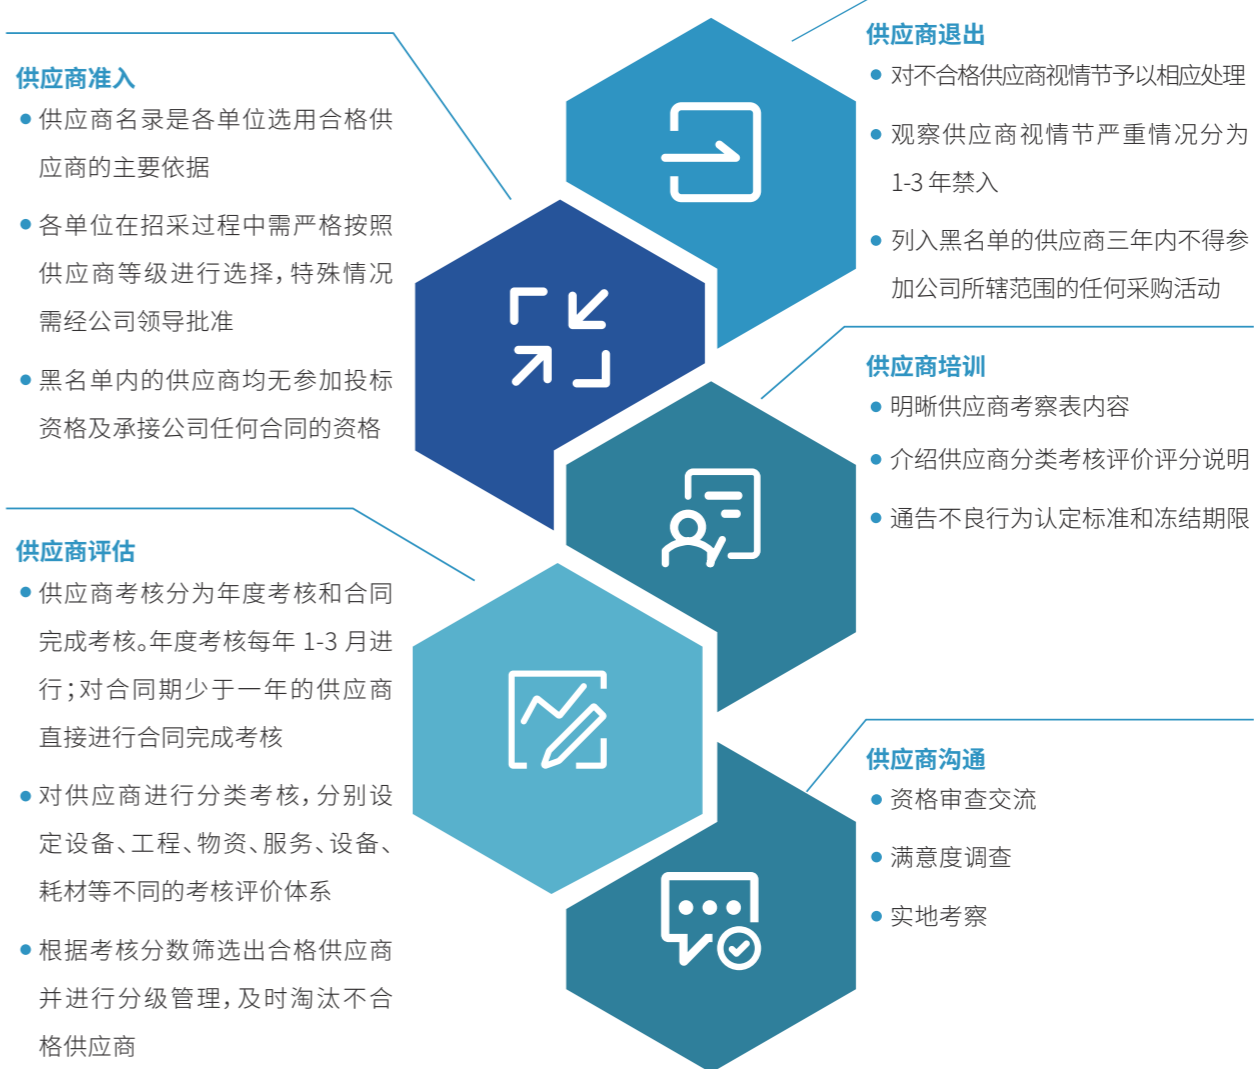 供应商准入
供应商名录是各单位选用合格供
应商的主要依据
各单位在招采过程中需严格按照
供应商等级进行选择，特殊情况
需经公司领导批准
黑名单内的供应商均无参加投标
资格及承接公司任何合同的资格
供应商评估
供应商考核分为年度考核和合同
完成考核。年度考核每年 1-3 月进
行；对合同期少于一年的供应商
直接进行合同完成考核
对供应商进行分类考核，分别设
定设备、工程、物资、服务、设备、
耗材等不同的考核评价体系
根据考核分数筛选出合格供应商
并进行分级管理，及时淘汰不合
格供应商
供应商退出
对不合格供应商视情节予以相应处理
观察供应商视情节严重情况分为
1-3 年禁入
列入黑名单的供应商三年内不得参
加公司所辖范围的任何采购活动
供应商培训
明晰供应商考察表内容
介绍供应商分类考核评价评分说明
通告不良行为认定标准和冻结期限
供应商沟通
资格审查交流
满意度调查
实地考察